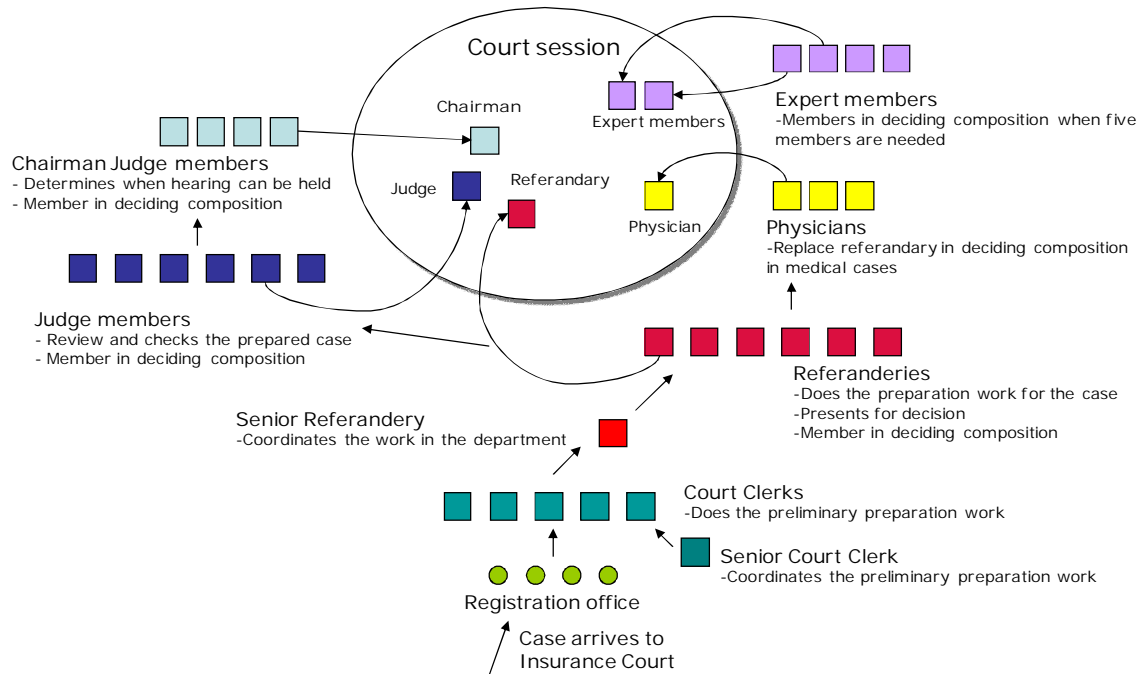 Court session
Expert members
-Members in deciding composition when five
members are needed
Chairman
Expert members
Chairman Judge members
- Determines when hearing can be held
- Member in deciding composition
Judge
Referandary
Physician
Physicians
-Replace referandary in deciding composition
in medical cases
Judge members
- Review and checks the prepared case
- Member in deciding composition
Referanderies
-Does the preparation work for the case
-Presents for decision
-Member in deciding composition
Senior Referandery
-Coordinates the work in the department
Court Clerks
-Does the preliminary preparation work
Senior Court Clerk
-Coordinates the preliminary preparation work
Registration office
Case arrives to
Insurance Court